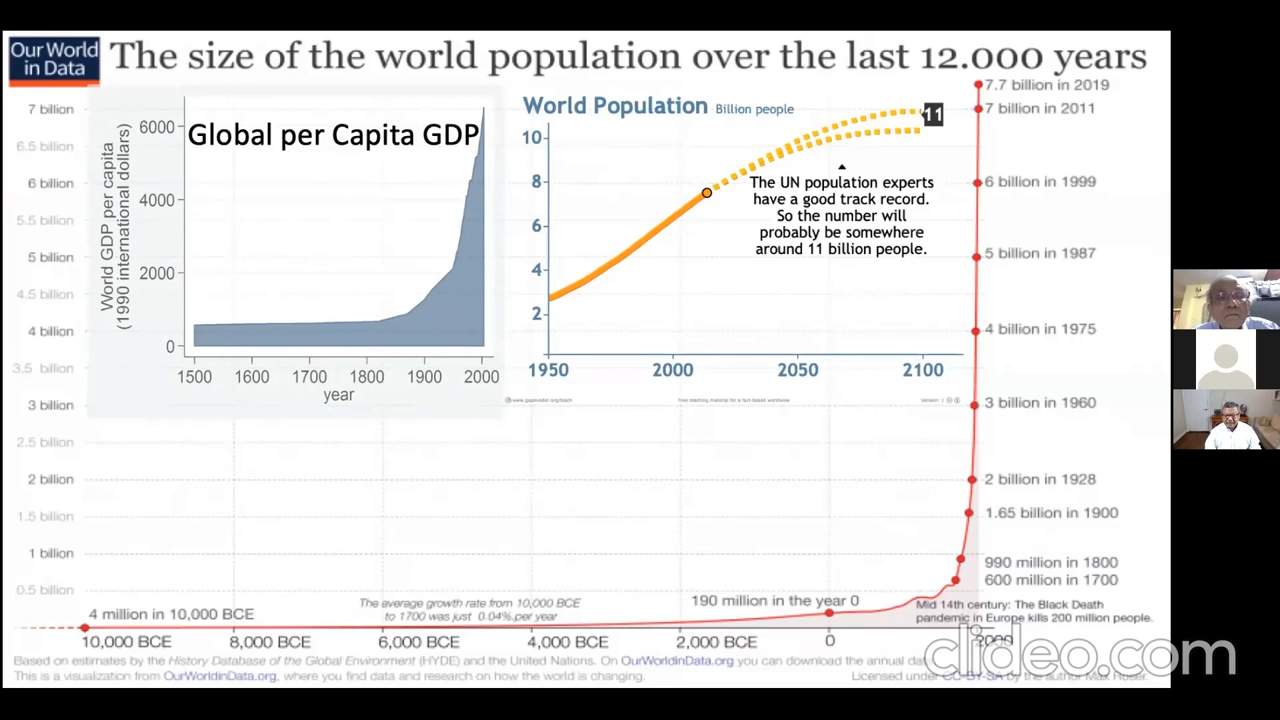 Our World
in Data
The size of the world population over the last 12.000 years
7 billion
6.5 billion
6 billion
5.5 billion
5 billion
4.5 billion
4 billion
3.5 billion
3 billion
2.5 billion
2 billion
1.5 billion
1 billion
0.5 billion
Global per Capita GDP
World GDP per capita
(1990 international dollars)
6000
4000
2000
0
1500 1600 1700 1800 1900 2000
year
World Population Billion people
10
8
6
4
2
11
The UN population experts
have a good track record.
So the number will
probably be somewhere
around 11 billion people.
1950 2000 2050 2100
www.gapminder.org/teach
Free teaching material for a fact-based worldview
Version: 1
7.7 billion in 2019
7 billion in 2011
6 billion in 1999
5 billion in 1987
4 billion in 1975
3 billion in 1960
2 billion in 1928
1.65 billion in 1900
990 million in 1800
600 million in 1700
4 million in 10,000 BCE
The average growth rate from 10,000 BCE
to 1700 was just 0.04% per year
190 million in the year 0
Mid 14th century: The Black Death
pandemic in Europe kills 200 million people.
10,000 BCE 8,000 BCE 6,000 BCE 4,000 BCE 2,000 BCE 0 2000
Based on estimates by the History Database of the Global Environment (HYDE) and the United Nations. On OurWorldinData.org you can download the annual
This is a visualization from OurWorldinData.org, where you find data and research on how the world is changing.
Licensed under CC-BY-SA by the author Max Roser.
clideo.com